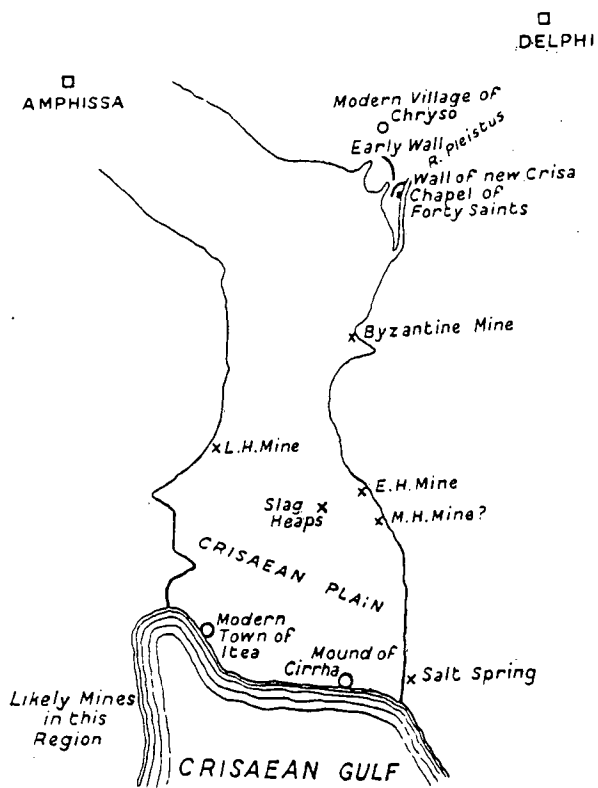 DELPHI
AMPHISSA
Modern Village of
Chryso
Early Wall
R. Pleistus
Wall of new Crisa
Chapel of
Forty Saints
Byzantine Mine
L.H. Mine
E.H. Mine
Slag
Heaps
M.H. Mine?
CRISAEAN PLAIN
Modern
Town of
Itea
Mound of
Cirrha
Salt Spring
Likely Mines
in this
Region
CRISAEAN GULF